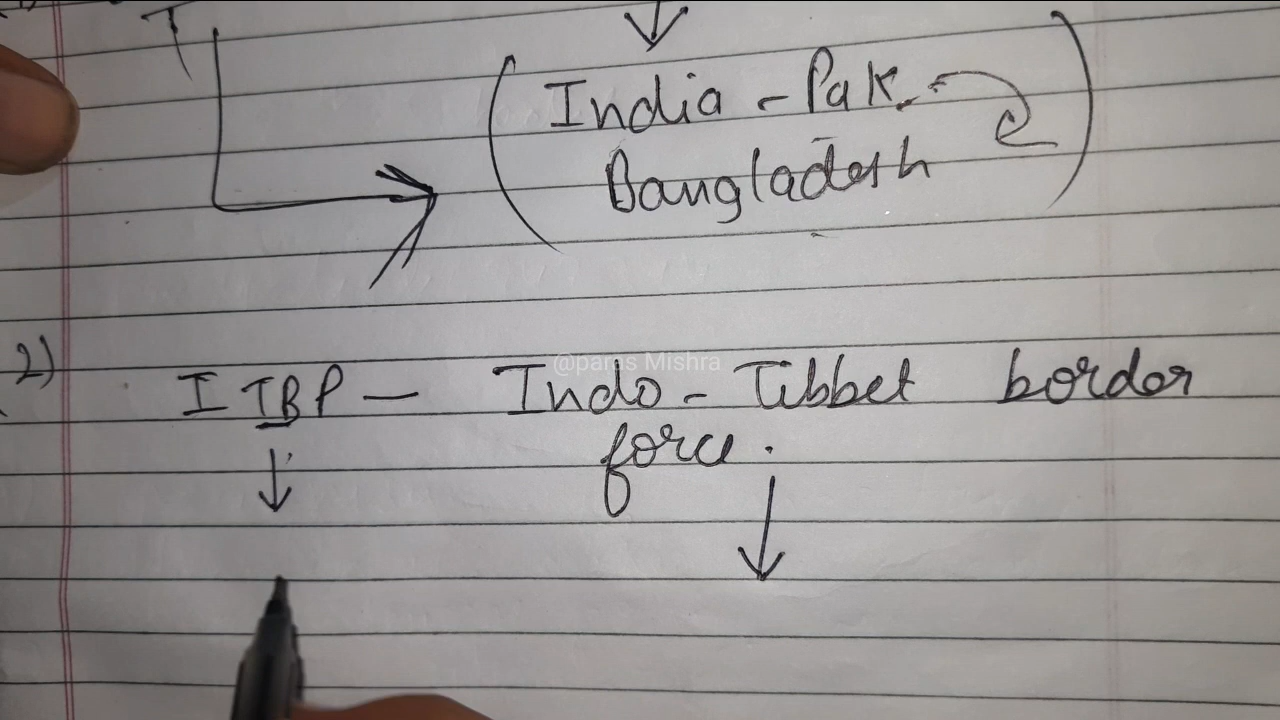 (India - Pak
Bangladesh)
2)
ITBP — Indo - Tibbet border
force.
@paras Mishra